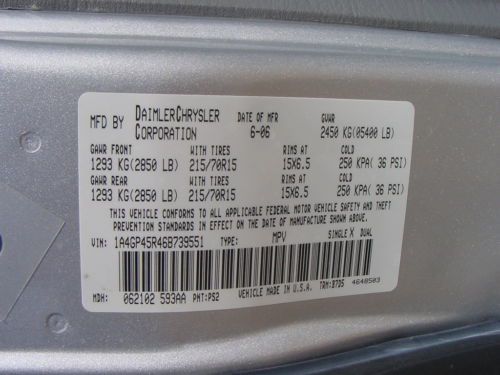 MFD BY DAIMLERCHRYSLER CORPORATION DATE OF MFR 6-06 GVWR 2450 KG(05400 LB)
GAWR FRONT WITH TIRES RIMS AT COLD
1293 KG(2850 LB) 215/70R15 15X6.5 250 KPA( 36 PSI)
GAWR REAR WITH TIRES RIMS AT COLD
1293 KG(2850 LB) 215/70R15 15X6.5 250 KPA( 36 PSI)
THIS VEHICLE CONFORMS TO ALL APPLICABLE FEDERAL MOTOR VEHICLE SAFETY AND THEFT
PREVENTION STANDARDS IN EFFECT ON THE DATE OF MANUFACTURE SHOWN ABOVE.
VIN: 1A4GP45R46B739551 TYPE: MPV SINGLE X DUAL
MDH: 062102 593AA PNT:PS2 VEHICLE MADE IN U.S.A. TRM:B7D5 4648503